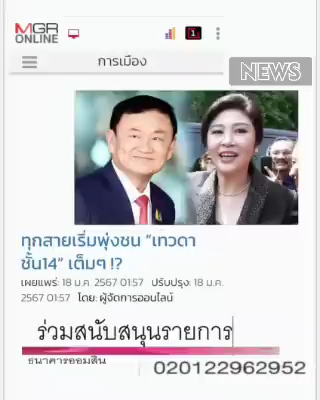 MGR
ONLINE
การเมือง
NEWS
ทุกสายเริ่มพุ่งชน “เทวดา
ชั้น14” เต็มๆ !?
เผยแพร่: 18 ม.ค. 2567 01:57 ปรับปรุง: 18 ม.ค.
2567 01:57 โดย: ผู้จัดการออนไลน์
ร่วมสนับสนุนรายการ
ธนาคารออมสิน
020122962952